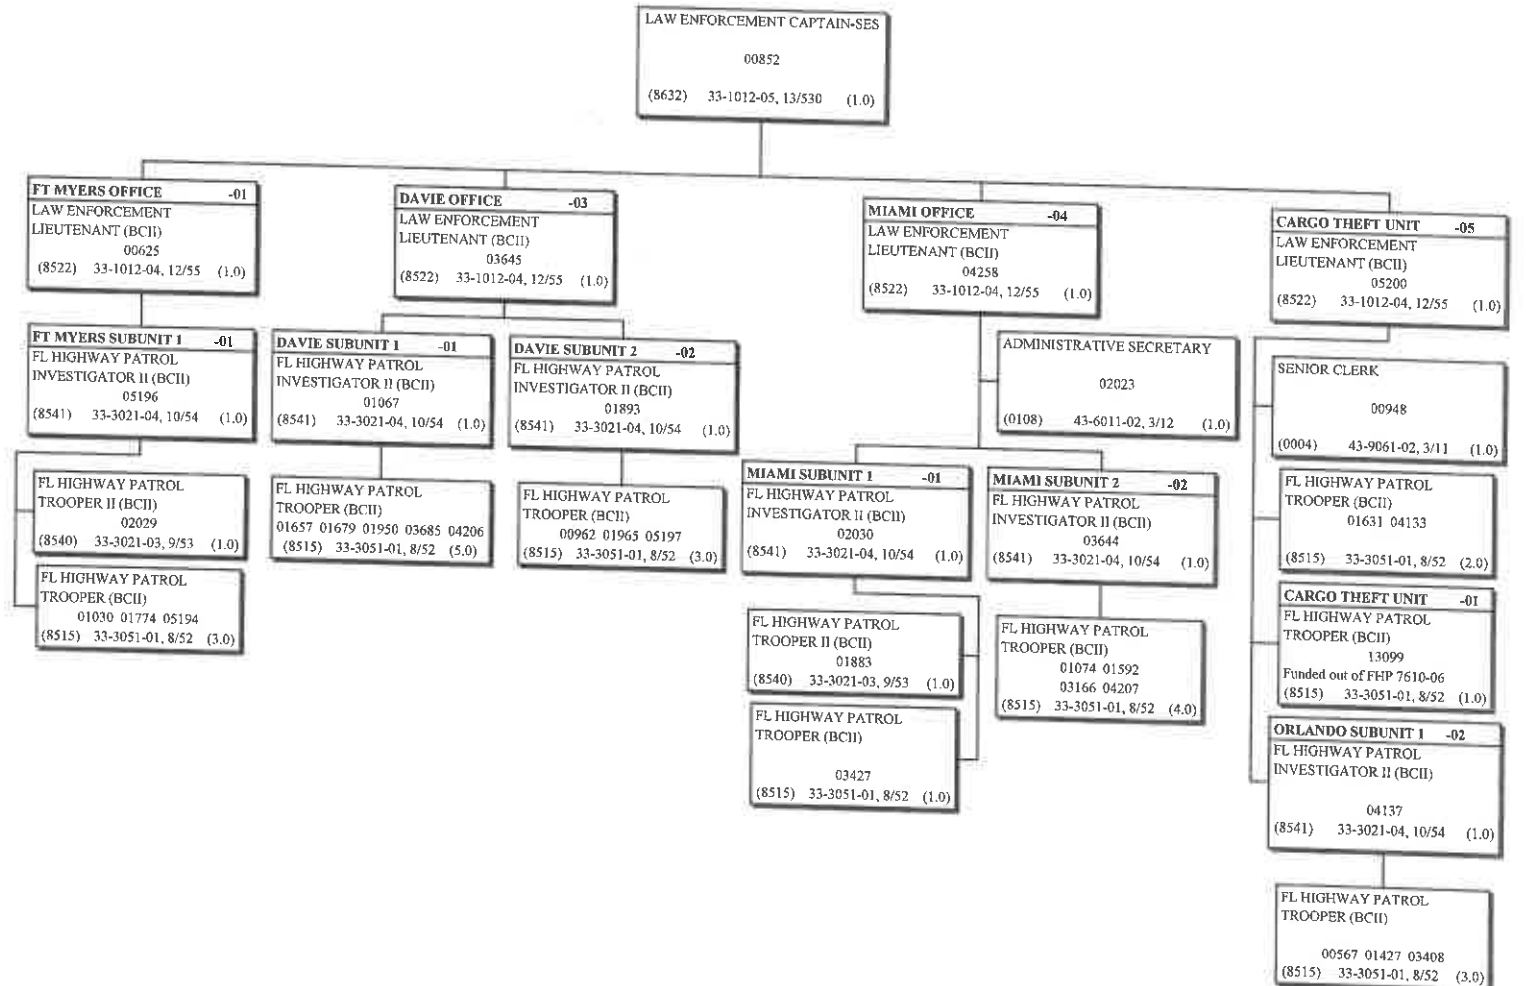 LAW ENFORCEMENT CAPTAIN-SES
00852
(8632) 33-1012-05, 13/530 (1.0)
FT MYERS OFFICE -01
LAW ENFORCEMENT
LIEUTENANT (BCII)
00625
(8522) 33-1012-04, 12/55 (1.0)
DAVIE OFFICE -03
LAW ENFORCEMENT
LIEUTENANT (BCII)
03645
(8522) 33-1012-04, 12/55 (1.0)
MIAMI OFFICE -04
LAW ENFORCEMENT
LIEUTENANT (BCII)
04258
(8522) 33-1012-04, 12/55 (1.0)
CARGO THEFT UNIT -05
LAW ENFORCEMENT
LIEUTENANT (BCII)
05200
(8522) 33-1012-04, 12/55 (1.0)
FT MYERS SUBUNIT 1 -01
FL HIGHWAY PATROL
INVESTIGATOR II (BCII)
05196
(8541) 33-3021-04, 10/54 (1.0)
DAVIE SUBUNIT 1 -01
FL HIGHWAY PATROL
INVESTIGATOR II (BCII)
01067
(8541) 33-3021-04, 10/54 (1.0)
DAVIE SUBUNIT 2 -02
FL HIGHWAY PATROL
INVESTIGATOR II (BCII)
01893
(8541) 33-3021-04, 10/54 (1.0)
ADMINISTRATIVE SECRETARY
02023
(0108) 43-6011-02, 3/12 (1.0)
SENIOR CLERK
00948
(0004) 43-9061-02, 3/11 (1.0)
FL HIGHWAY PATROL
TROOPER II (BCII)
02029
(8540) 33-3021-03, 9/53 (1.0)
FL HIGHWAY PATROL
TROOPER (BCII)
01657 01679 01950 03685 04206
(8515) 33-3051-01, 8/52 (5.0)
FL HIGHWAY PATROL
TROOPER (BCII)
00962 01965 05197
(8515) 33-3051-01, 8/52 (3.0)
MIAMI SUBUNIT 1 -01
FL HIGHWAY PATROL
INVESTIGATOR II (BCII)
02030
(8541) 33-3021-04, 10/54 (1.0)
MIAMI SUBUNIT 2 -02
FL HIGHWAY PATROL
INVESTIGATOR II (BCII)
03644
(8541) 33-3021-04, 10/54 (1.0)
FL HIGHWAY PATROL
TROOPER (BCII)
01631 04133
(8515) 33-3051-01, 8/52 (2.0)
FL HIGHWAY PATROL
TROOPER (BCII)
01030 01774 05194
(8515) 33-3051-01, 8/52 (3.0)
CARGO THEFT UNIT -01
FL HIGHWAY PATROL
TROOPER (BCII)
13099
Funded out of FHP 7610-06
(8515) 33-3051-01, 8/52 (1.0)
FL HIGHWAY PATROL
TROOPER II (BCII)
01883
(8540) 33-3021-03, 9/53 (1.0)
FL HIGHWAY PATROL
TROOPER (BCII)
01074 01592
03166 04207
(8515) 33-3051-01, 8/52 (4.0)
FL HIGHWAY PATROL
TROOPER (BCII)
03427
(8515) 33-3051-01, 8/52 (1.0)
ORLANDO SUBUNIT 1 -02
FL HIGHWAY PATROL
INVESTIGATOR II (BCII)
04137
(8541) 33-3021-04, 10/54 (1.0)
FL HIGHWAY PATROL
TROOPER (BCII)
00567 01427 03408
(8515) 33-3051-01, 8/52 (3.0)